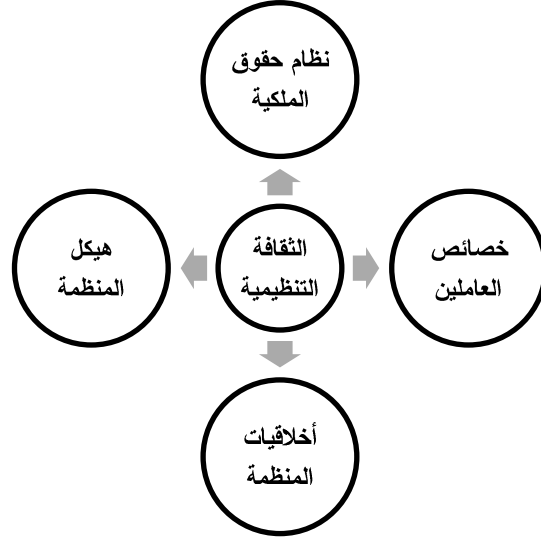 نظام حقوق
الملكية
خصائص
العاملين
الثقافة
التنظيمية
هيكل
المنظمة
أخلاقيات
المنظمة